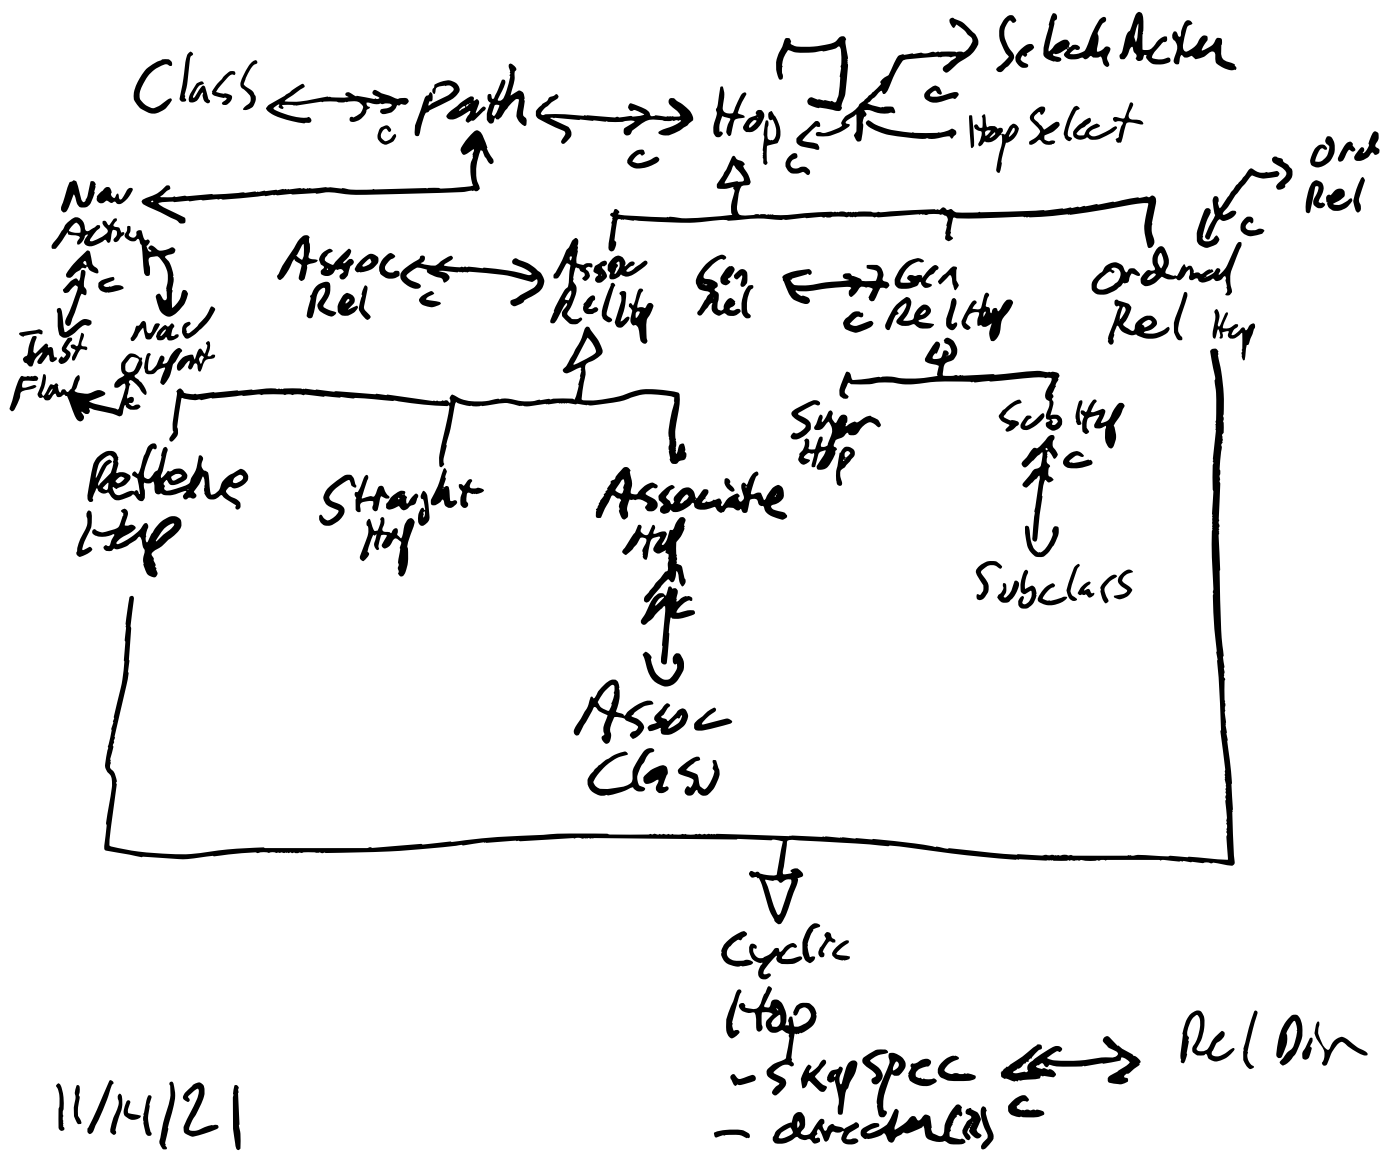 Class
c
Path
c
Hop
c
c
Select Action
Hop Select
Ord
Rel
c
Nav
Action
c
Inst
Flow
Nav
Output
c
Assoc
Rel
c
Assoc
Rel Hop
Gen
Rel
c
Gen
Rel Hop
Ordinal
Rel Hop
Reflexive
Hop
Straight
Hop
Associative
Hop
c
Assoc
Class
Super
Hop
Sub Hop
c
Subclass
Cyclic
Hop
- Skip Spec
c
Rel Dir
- direction(R)
11/14/21